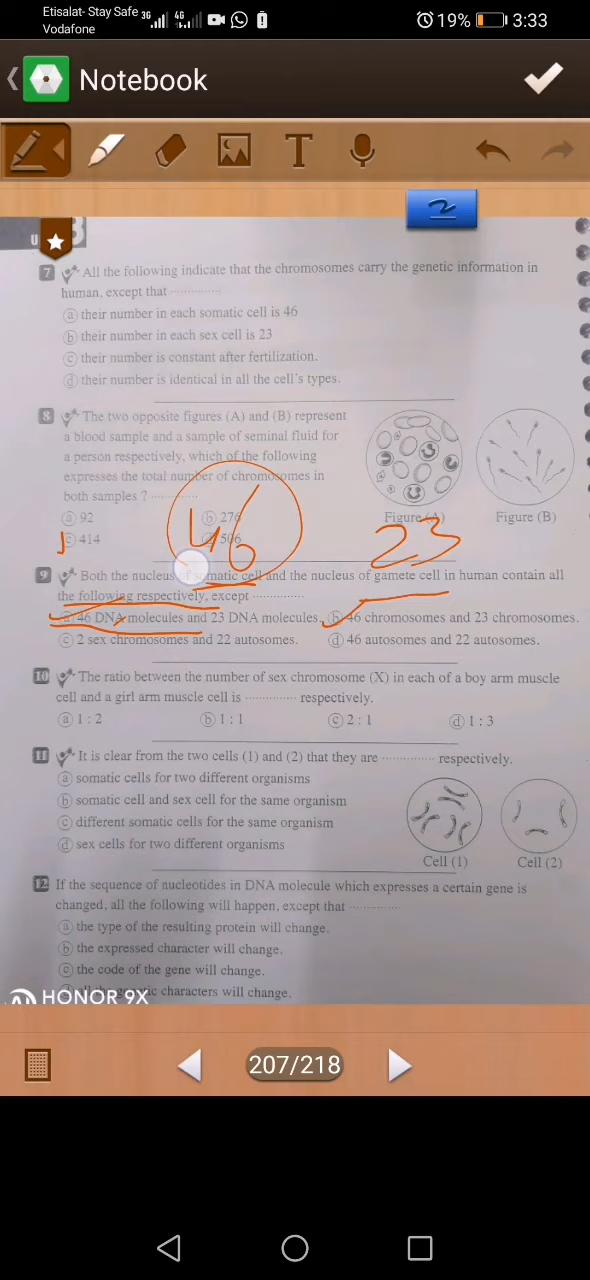 Etisalat- Stay Safe 3G 4G
Vodafone
19% 3:33
Notebook
T
2
U
7 All the following indicate that the chromosomes carry the genetic information in
human, except that ..............
a their number in each somatic cell is 46
b their number in each sex cell is 23
c their number is constant after fertilization.
d their number is identical in all the cell's types.
8 The two opposite figures (A) and (B) represent
a blood sample and a sample of seminal fluid for
a person respectively, which of the following
expresses the total number of chromosomes in
both samples ? ..............
a 92 b 276
c 414 506
Figure (A) Figure (B)
46 23
9 Both the nucleus of somatic cell and the nucleus of gamete cell in human contain all
the following respectively, except ..............
a 46 DNA molecules and 23 DNA molecules. b 46 chromosomes and 23 chromosomes.
c 2 sex chromosomes and 22 autosomes. d 46 autosomes and 22 autosomes.
10 The ratio between the number of sex chromosome (X) in each of a boy arm muscle
cell and a girl arm muscle cell is .............. respectively.
a 1 : 2 b 1 : 1 c 2 : 1 d 1 : 3
11 It is clear from the two cells (1) and (2) that they are .............. respectively.
a somatic cells for two different organisms
b somatic cell and sex cell for the same organism
c different somatic cells for the same organism
d sex cells for two different organisms
Cell (1) Cell (2)
12 If the sequence of nucleotides in DNA molecule which expresses a certain gene is
changed, all the following will happen, except that ..............
a the type of the resulting protein will change.
b the expressed character will change.
c the code of the gene will change.
d all the genetic characters will change.
HONOR 9X
207/218